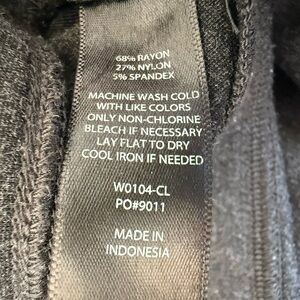 68% RAYON
27% NYLON
5% SPANDEX
MACHINE WASH COLD
WITH LIKE COLORS
ONLY NON-CHLORINE
BLEACH IF NECESSARY
LAY FLAT TO DRY
COOL IRON IF NEEDED
W0104-CL
PO#9011
MADE IN
INDONESIA